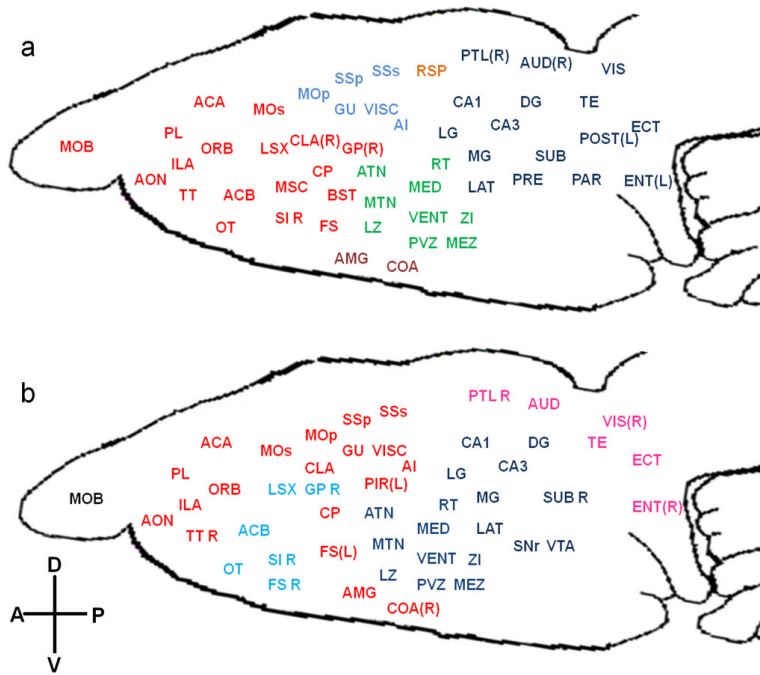 a
PTL(R) AUD(R) VIS
SSp SSs RSP
MOp
ACA MOs GU VISC AI CA1 DG TE
MOB PL ORB LSX CLA(R) GP(R) LG CA3 POST(L) ECT
ILA CP ATN RT MG SUB
AON TT ACB MSC BST MTN MED LAT PRE PAR ENT(L)
OT SI R FS LZ VENT ZI
PVZ MEZ
AMG COA
b
PTL R AUD VIS(R)
SSp SSs
ACA MOs MOp GU VISC CA1 DG TE
MOB PL CLA AI LG CA3 ECT
ILA ORB LSX GP R PIR(L) RT MG SUB R ENT(R)
AON TT R ACB CP ATN MED LAT
FS(L) MTN SNr VTA
OT SI R VENT ZI
FS R AMG LZ PVZ MEZ
COA(R)
D
A P
V